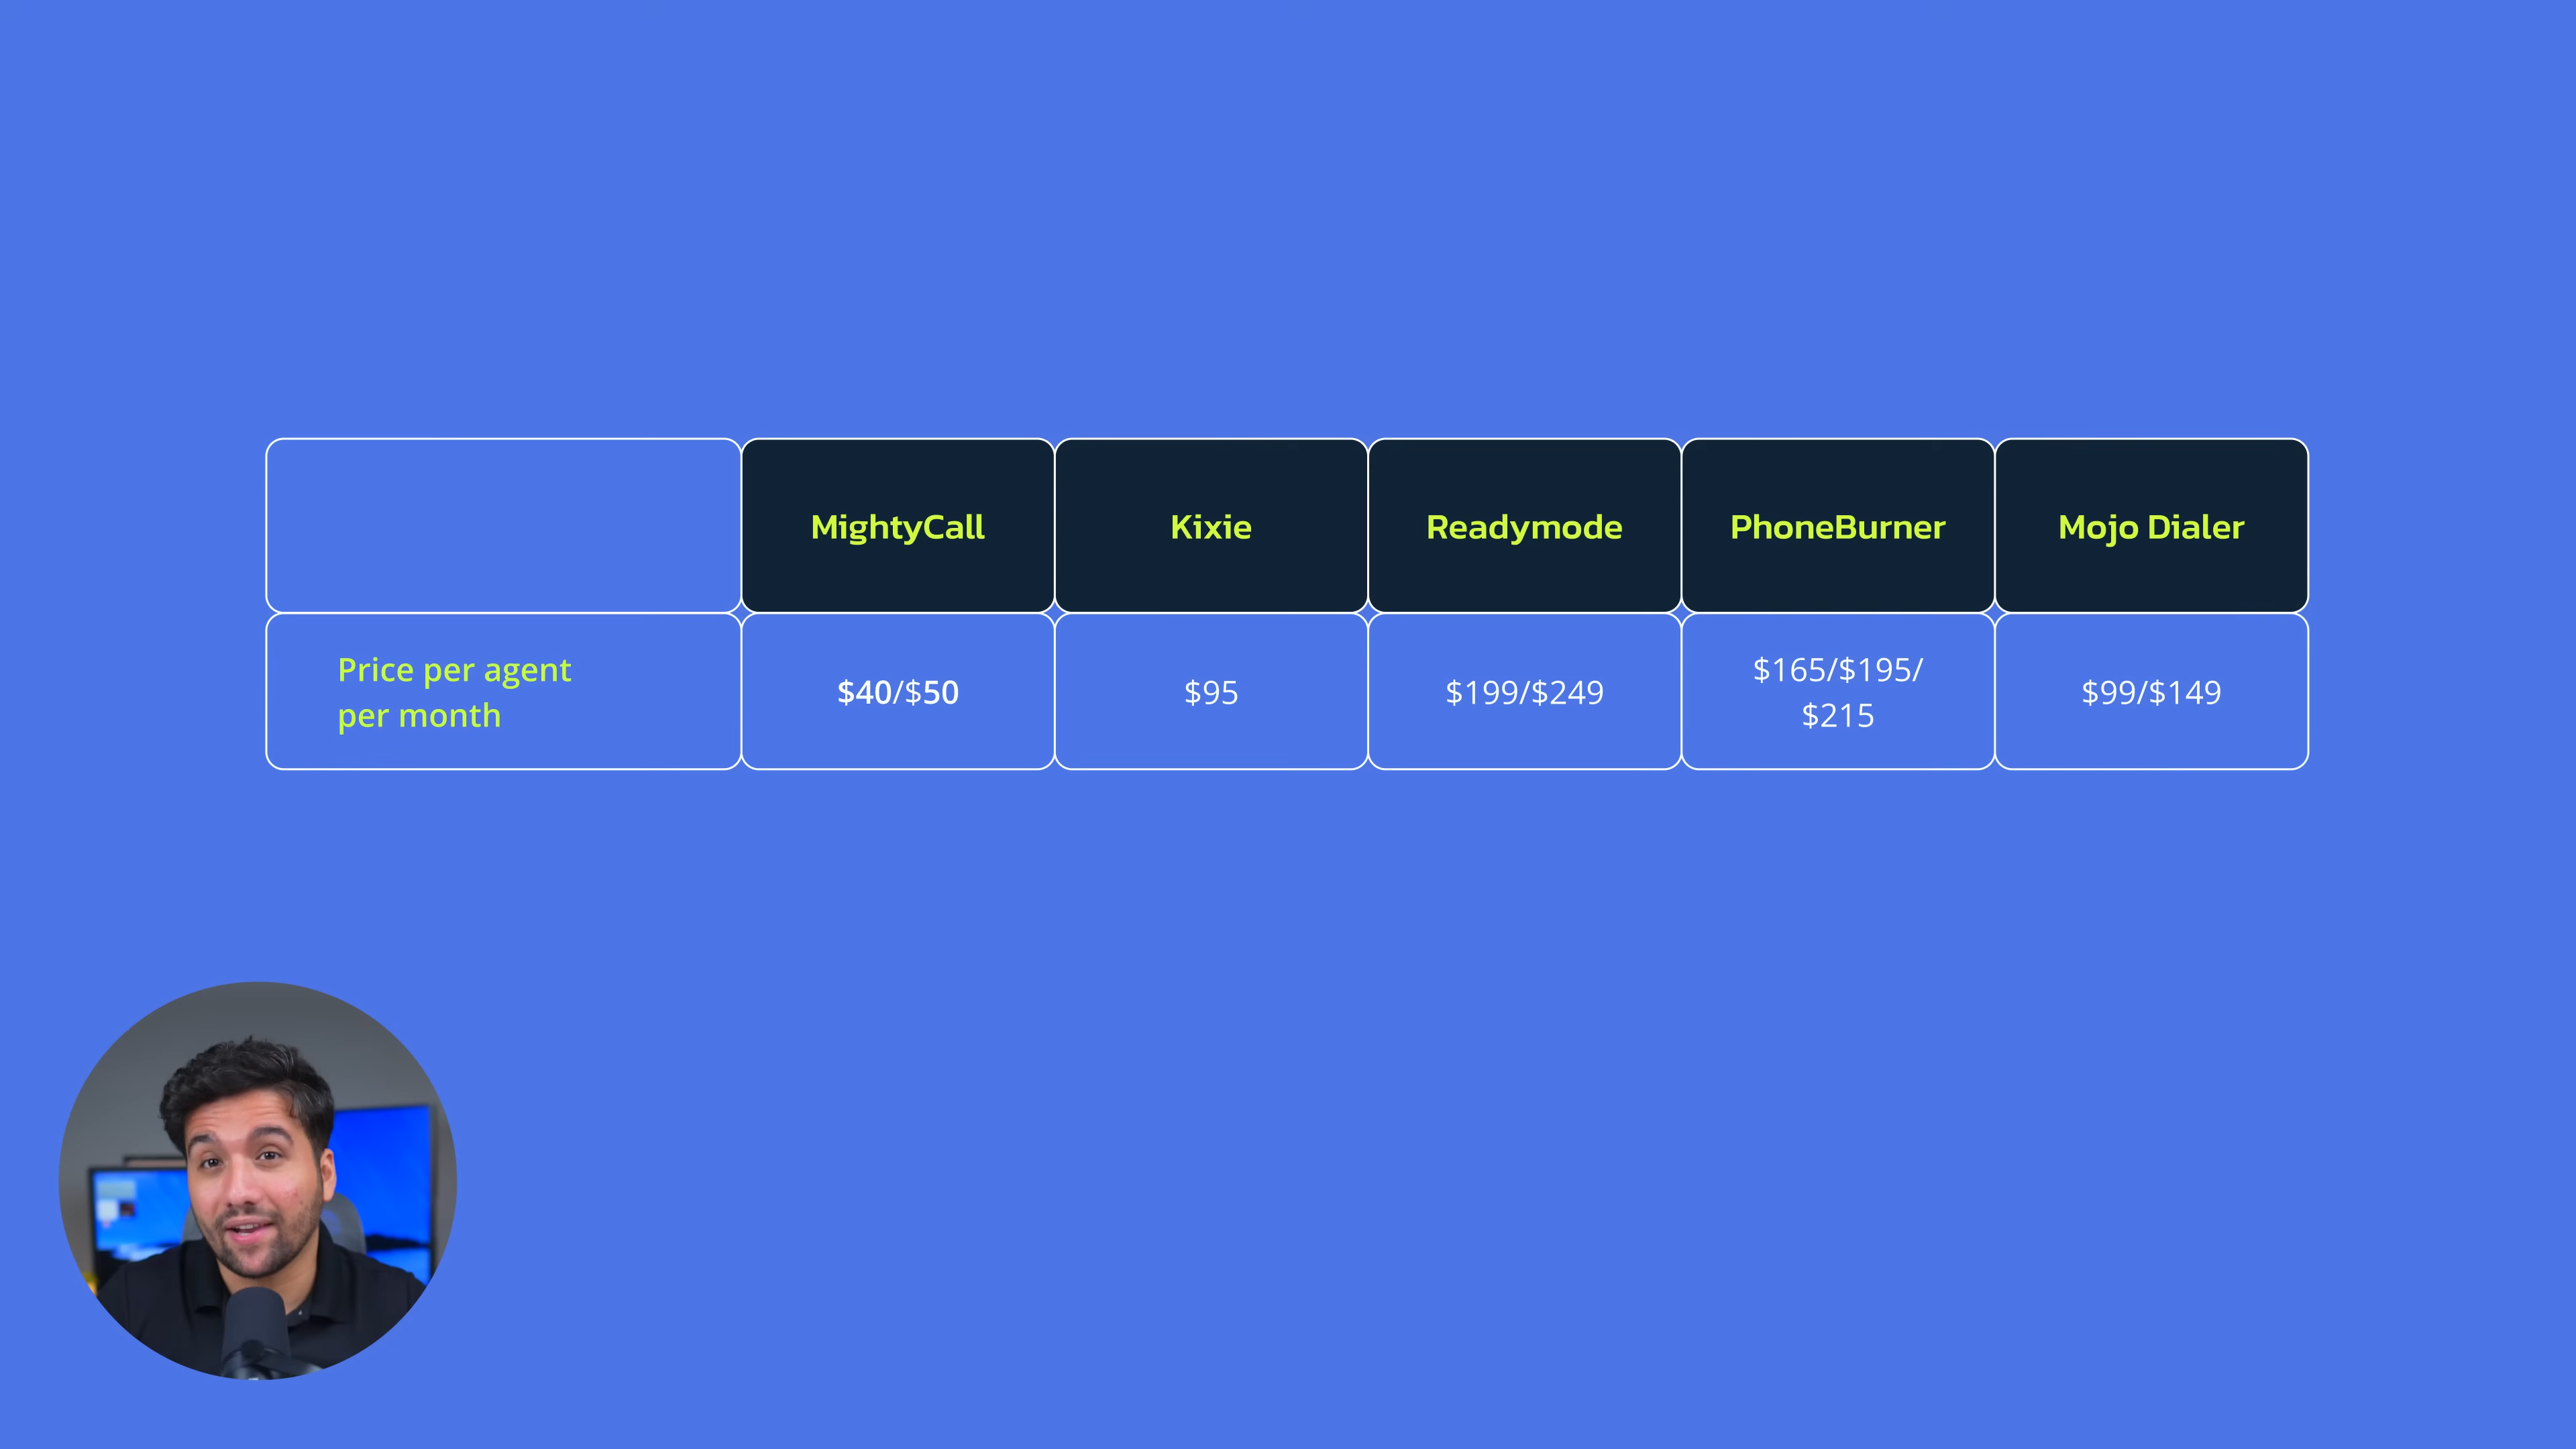 MightyCall
Kixie
Readymode
PhoneBurner
Mojo Dialer
Price per agent
per month
$40/$50
$95
$199/$249
$165/$195/
$215
$99/$149